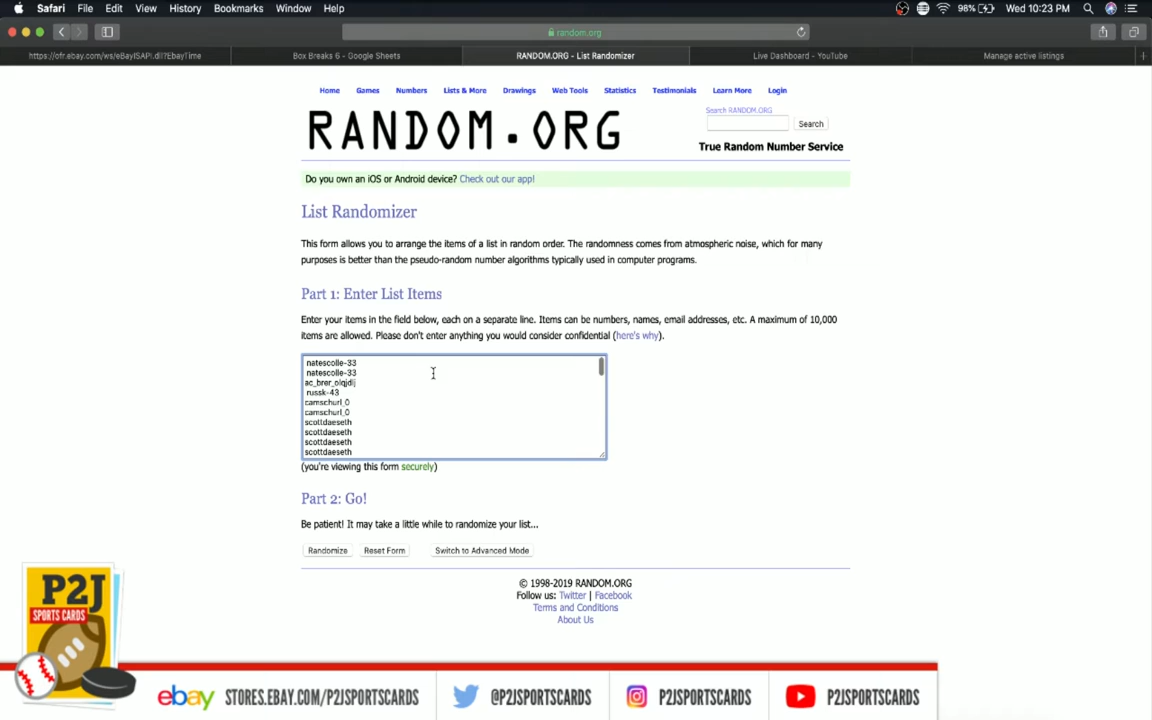 Safari File Edit View History Bookmarks Window Help 98% Wed 10:23 PM
random.org
https://ofr.ebay.com/ws/eBayISAPI.dll?EbayTime Box Breaks 6 - Google Sheets RANDOM.ORG - List Randomizer Live Dashboard - YouTube Manage active listings
Home Games Numbers Lists & More Drawings Web Tools Statistics Testimonials Learn More Login
Search RANDOM.ORG
RANDOM.ORG
Search
True Random Number Service
Do you own an iOS or Android device? Check out our app!
List Randomizer
This form allows you to arrange the items of a list in random order. The randomness comes from atmospheric noise, which for many
purposes is better than the pseudo-random number algorithms typically used in computer programs.
Part 1: Enter List Items
Enter your items in the field below, each on a separate line. Items can be numbers, names, email addresses, etc. A maximum of 10,000
items are allowed. Please don't enter anything you would consider confidential (here's why).
natescolle-33
natescolle-33
ac_brer_olqjdlj
russk-43
camschurl_0
camschurl_0
scottdaeseth
scottdaeseth
scottdaeseth
scottdaeseth
(you're viewing this form securely)
Part 2: Go!
Be patient! It may take a little while to randomize your list...
Randomize Reset Form Switch to Advanced Mode
© 1998-2019 RANDOM.ORG
Follow us: Twitter | Facebook
Terms and Conditions
About Us
P2J
SPORTS CARDS
ebay STORES.EBAY.COM/P2JSPORTSCARDS @P2JSPORTSCARDS P2JSPORTSCARDS P2JSPORTSCARDS